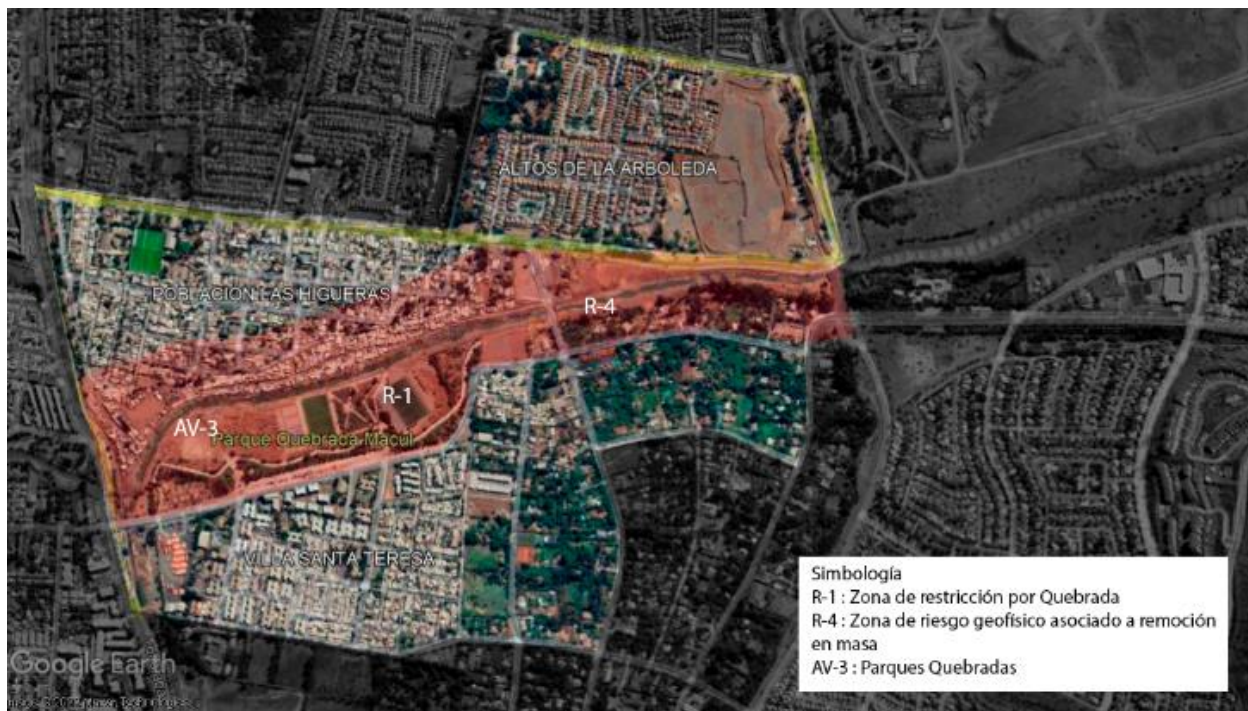 ALTOS DE LA ARBOLEDA
POBLACIÓN LAS HIGUERAS
R-4
R-1
AV-3
Parque Quebrada Macul
VILLA SANTA TERESA
Simbología
R-1 : Zona de restricción por Quebrada
R-4 : Zona de riesgo geofísico asociado a remoción
en masa
AV-3 : Parques Quebradas
Google Earth